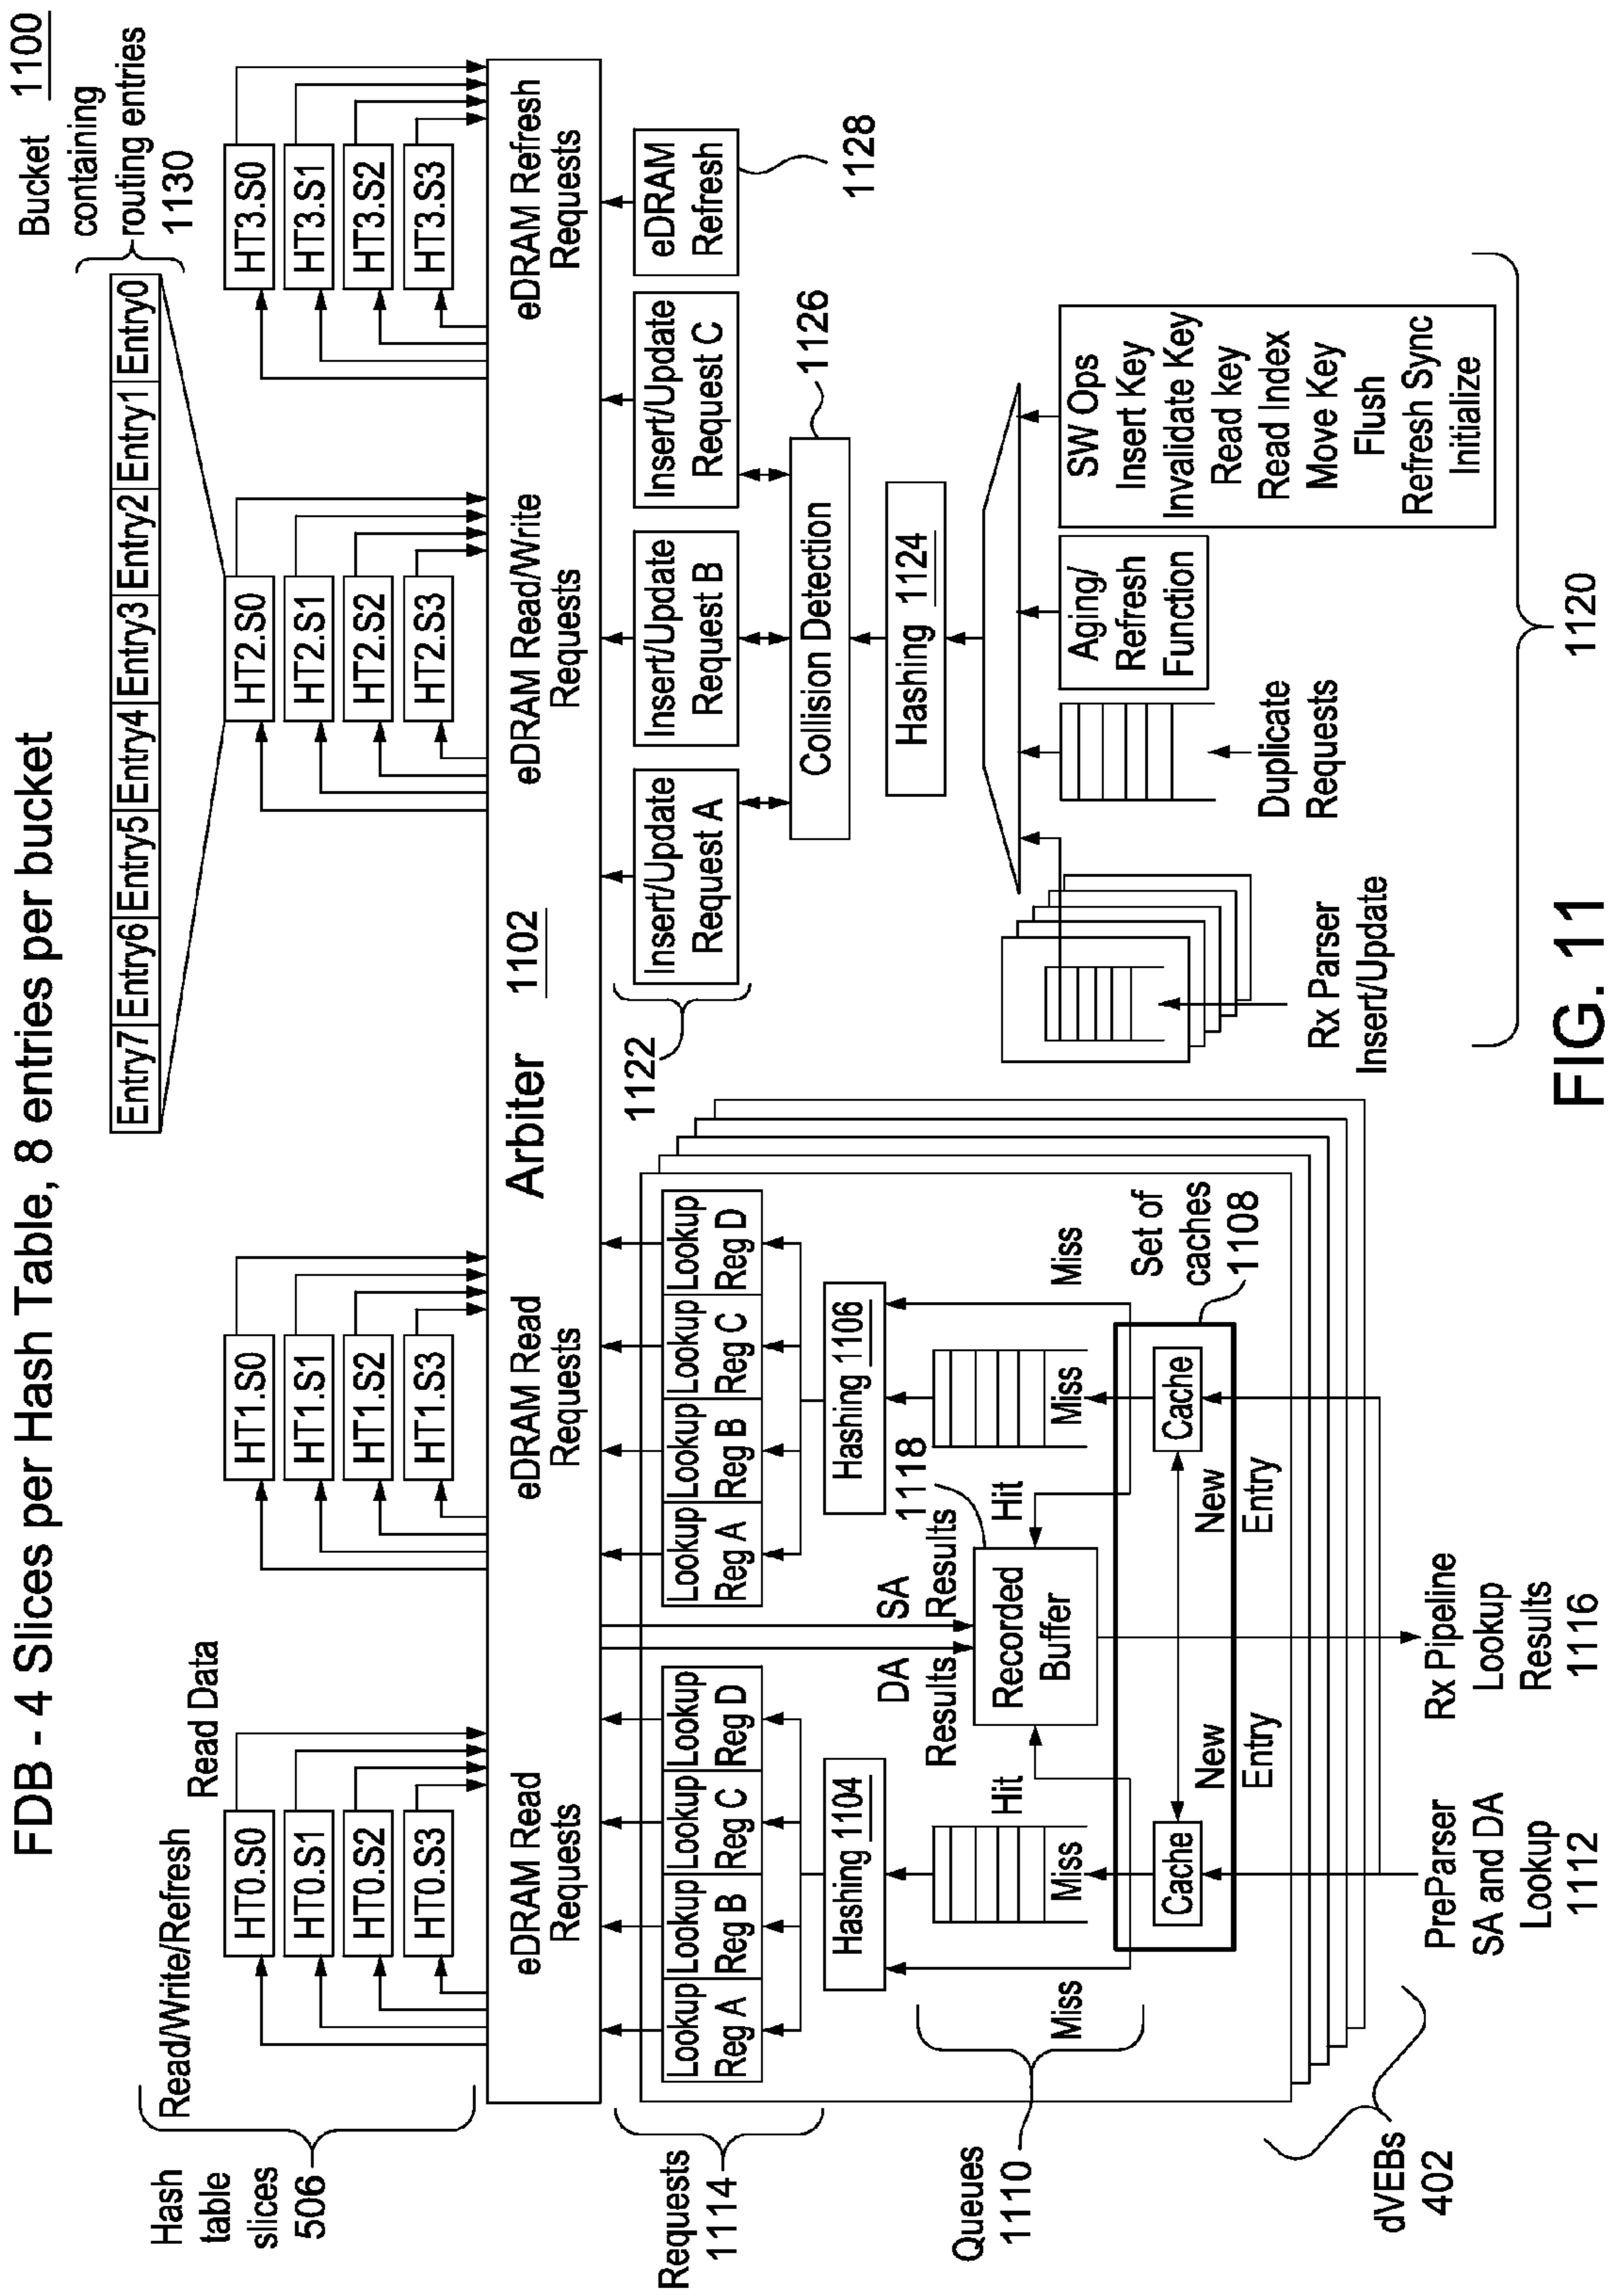 FDB - 4 Slices per Hash Table, 8 entries per bucket
1100
Bucket
containing
routing entries
1130
Entry7
Entry6
Entry5
Entry4
Entry3
Entry2
Entry1
Entry0
Hash
table
slices
506
Read/Write/Refresh
Read Data
HT0.S0
HT0.S1
HT0.S2
HT0.S3
HT1.S0
HT1.S1
HT1.S2
HT1.S3
HT2.S0
HT2.S1
HT2.S2
HT2.S3
HT3.S0
HT3.S1
HT3.S2
HT3.S3
eDRAM Read
Requests
eDRAM Read
Requests
Arbiter 1102
eDRAM Read/Write
Requests
eDRAM Refresh
Requests
Requests
1114
Lookup
Reg A
Lookup
Reg B
Lookup
Reg C
Lookup
Reg D
Lookup
Reg A
Lookup
Reg B
Lookup
Reg C
Lookup
Reg D
Hashing 1104
Hashing 1106
DA
Results
SA
Results
1118
Recorded
Buffer
Hit
Hit
Miss
Miss
Miss
Miss
Queues
1110
Cache
Cache
New
Entry
New
Entry
Set of
caches
1108
dVEBs
402
PreParser
SA and DA
Lookup
1112
Rx Pipeline
Lookup
Results
1116
1122
Insert/Update
Request A
Insert/Update
Request B
Insert/Update
Request C
eDRAM
Refresh
1128
Collision Detection
1126
Hashing 1124
Rx Parser
Insert/Update
Duplicate
Requests
Aging/
Refresh
Function
SW Ops
Insert Key
Invalidate Key
Read key
Read Index
Move Key
Flush
Refresh Sync
Initialize
1120
FIG. 11